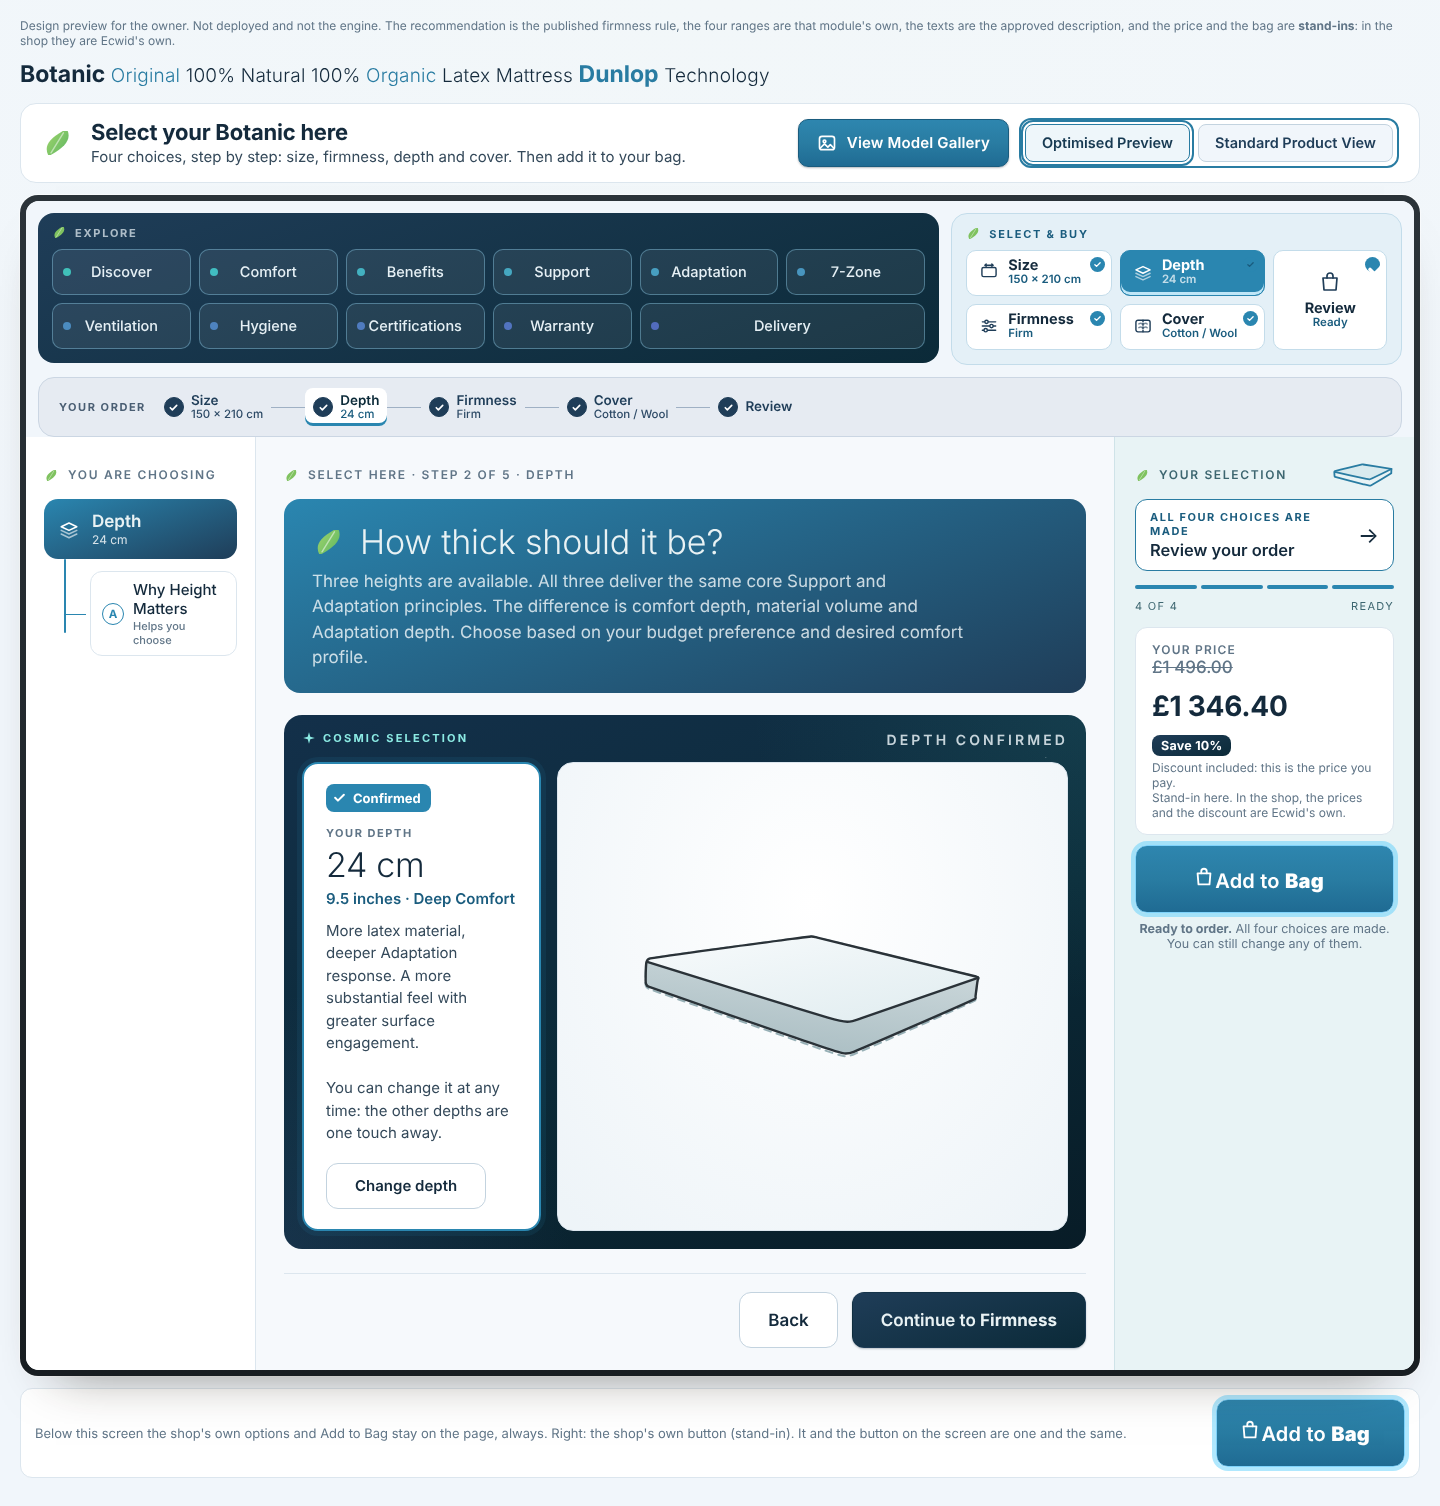 Design preview for the owner. Not deployed and not the engine. The recommendation is the published firmness rule, the four ranges are that module's own, the texts are the approved description, and the price and the bag are stand-ins: in the
shop they are Ecwid's own.
Botanic Original 100% Natural 100% Organic Latex Mattress Dunlop Technology
Select your Botanic here
Four choices, step by step: size, firmness, depth and cover. Then add it to your bag.
View Model Gallery
Optimised Preview
Standard Product View
EXPLORE
Discover
Comfort
Benefits
Support
Adaptation
7-Zone
Ventilation
Hygiene
Certifications
Warranty
Delivery
SELECT & BUY
Size
150 × 210 cm
Depth
24 cm
Firmness
Firm
Cover
Cotton / Wool
Review
Ready
YOUR ORDER
Size
150 × 210 cm
Depth
24 cm
Firmness
Firm
Cover
Cotton / Wool
Review
YOU ARE CHOOSING
Depth
24 cm
A
Why Height
Matters
Helps you
choose
SELECT HERE · STEP 2 OF 5 · DEPTH
How thick should it be?
Three heights are available. All three deliver the same core Support and
Adaptation principles. The difference is comfort depth, material volume and
Adaptation depth. Choose based on your budget preference and desired comfort
profile.
COSMIC SELECTION
DEPTH CONFIRMED
Confirmed
YOUR DEPTH
24 cm
9.5 inches · Deep Comfort
More latex material,
deeper Adaptation
response. A more
substantial feel with
greater surface
engagement.
You can change it at any
time: the other depths are
one touch away.
Change depth
Back
Continue to Firmness
YOUR SELECTION
ALL FOUR CHOICES ARE
MADE
Review your order
4 OF 4
READY
YOUR PRICE
£1 496.00
£1 346.40
Save 10%
Discount included: this is the price you
pay.
Stand-in here. In the shop, the prices
and the discount are Ecwid's own.
Add to Bag
Ready to order. All four choices are made.
You can still change any of them.
Below this screen the shop's own options and Add to Bag stay on the page, always. Right: the shop's own button (stand-in). It and the button on the screen are one and the same.
Add to Bag